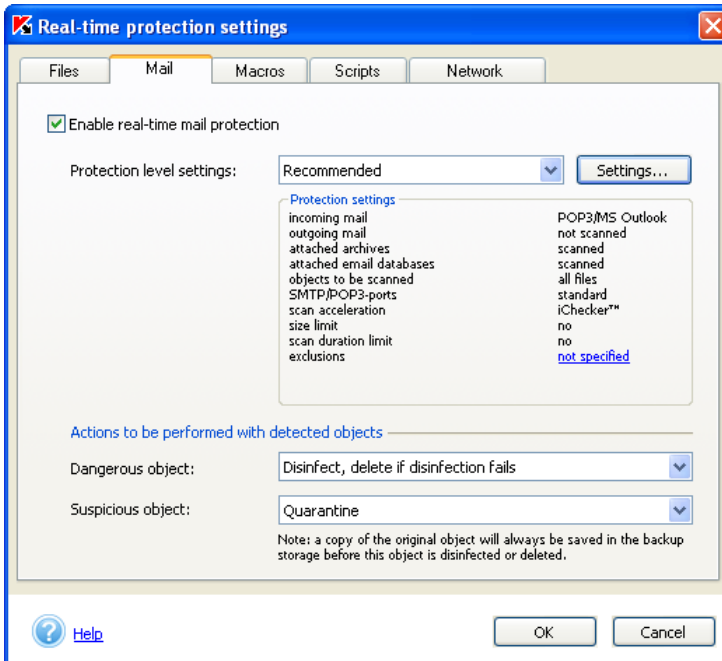 Real-time protection settings
Files Mail Macros Scripts Network
Enable real-time mail protection
Protection level settings: Recommended Settings...
Protection settings
incoming mail POP3/MS Outlook
outgoing mail not scanned
attached archives scanned
attached email databases scanned
objects to be scanned all files
SMTP/POP3-ports standard
scan acceleration iChecker™
size limit no
scan duration limit no
exclusions not specified
Actions to be performed with detected objects
Dangerous object: Disinfect, delete if disinfection fails
Suspicious object: Quarantine
Note: a copy of the original object will always be saved in the backup
storage before this object is disinfected or deleted.
Help OK Cancel